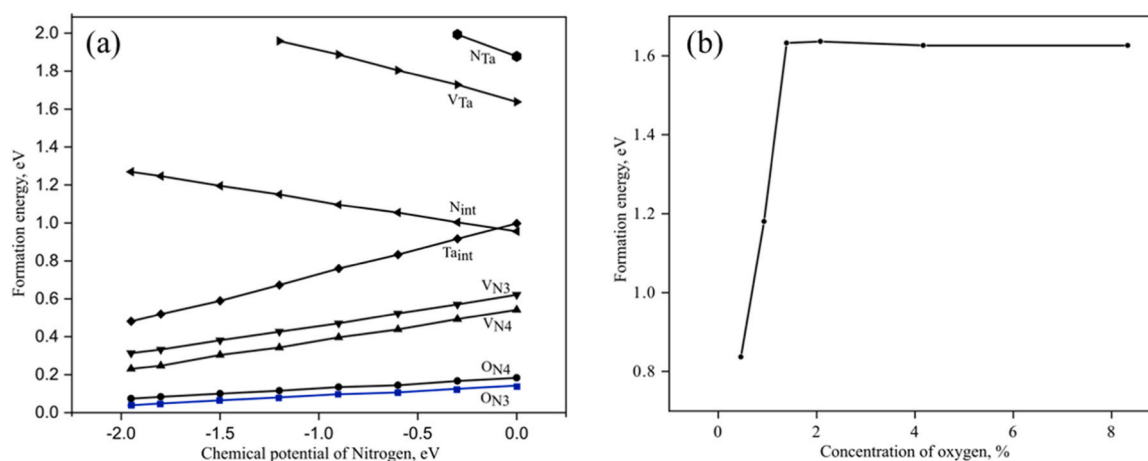 (a)
2.0
1.8
1.6
1.4
1.2
1.0
0.8
0.6
0.4
0.2
0.0
Formation energy, eV
NTa
VTa
Nint
Taint
VN3
VN4
ON4
ON3
-2.0 -1.5 -1.0 -0.5 0.0
Chemical potential of Nitrogen, eV
(b)
1.6
1.4
1.2
1.0
0.8
Formation energy, eV
0 2 4 6 8
Concentration of oxygen, %